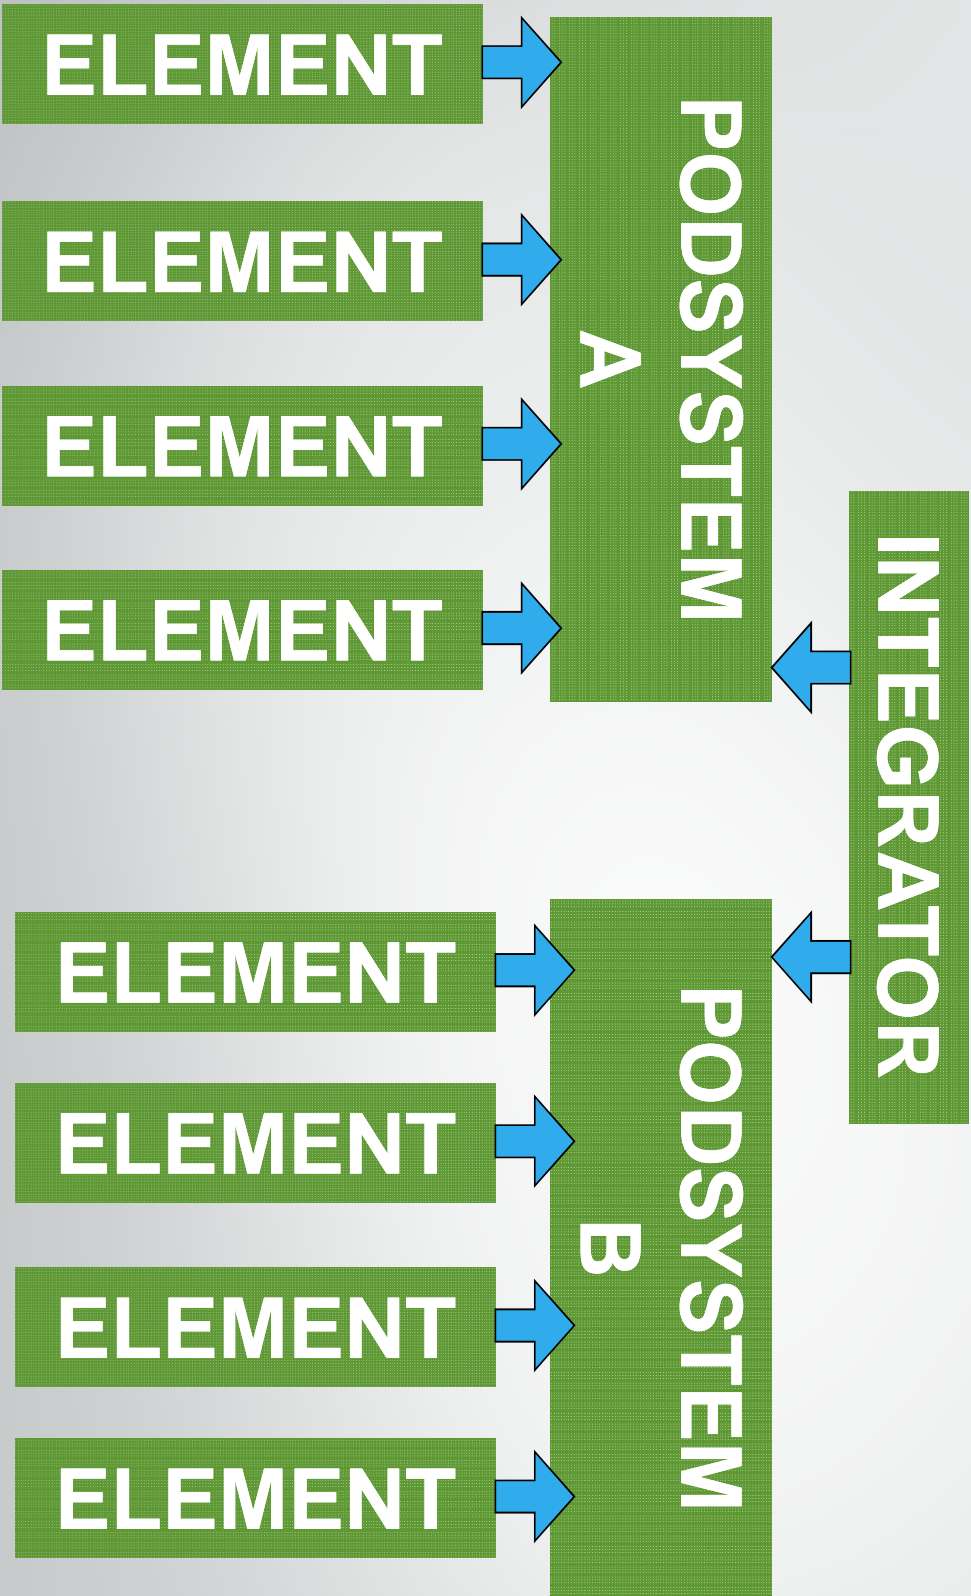 ELEMENT
ELEMENT
ELEMENT
ELEMENT
PODSYSTEM
A
INTEGRATOR
ELEMENT
ELEMENT
ELEMENT
ELEMENT
PODSYSTEM
B